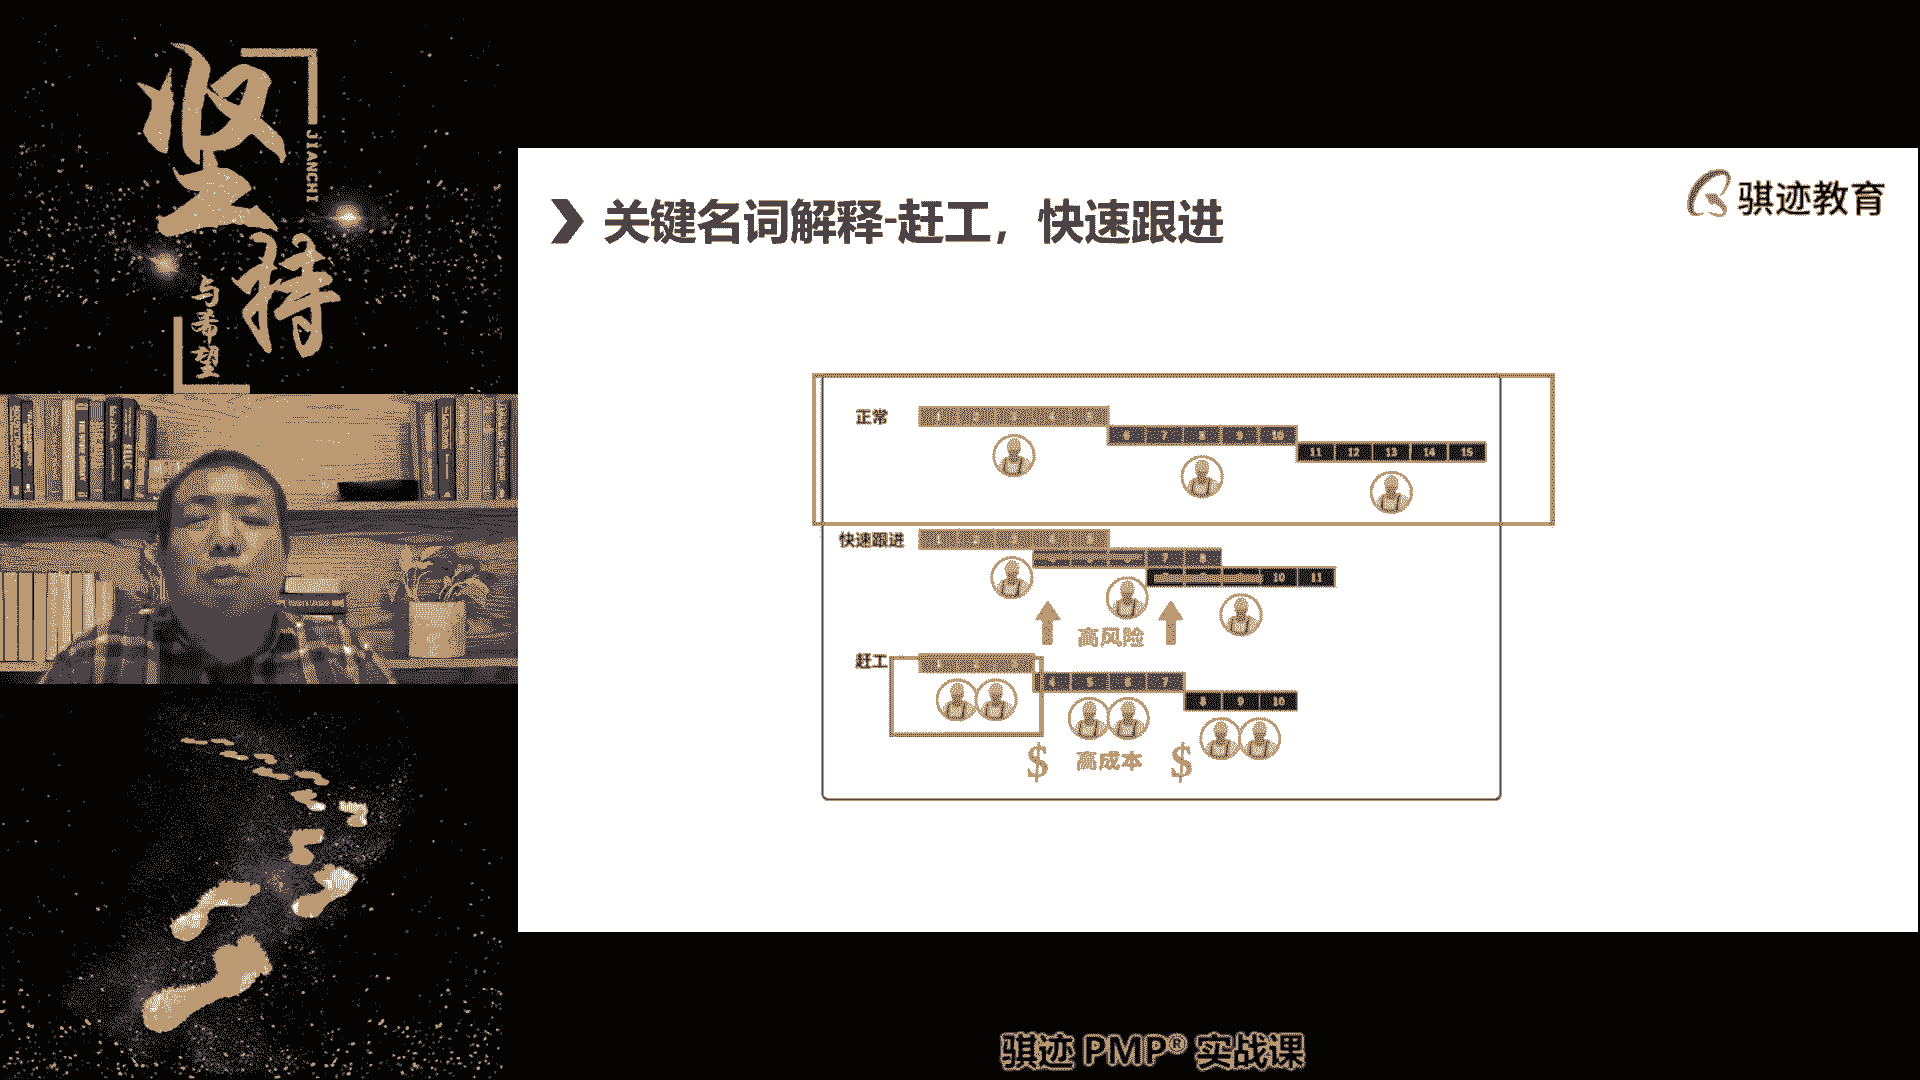 坚持
JIANCHI
与希望
关键名词解释-赶工，快速跟进
骐迹教育
正常
1 2 3 4 5
6 7 8 9 10
11 12 13 14 15
快速跟进
1 2 3 4 5
7 8
10 11
高风险
赶工
1 2 3
4 5 6 7
8 9 10
$ 高成本 $
骐迹 PMP® 实战课